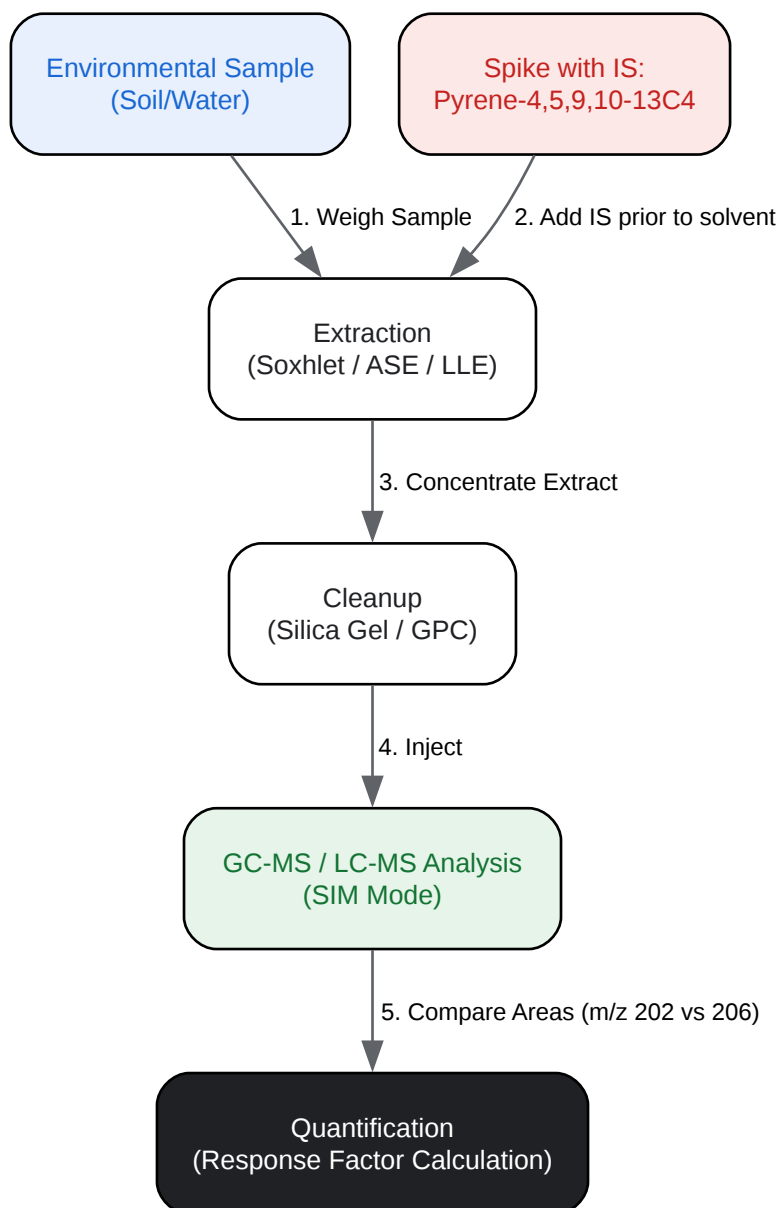 Environmental Sample
(Soil/Water)
Spike with IS:
Pyrene-4,5,9,10-13C4
1. Weigh Sample
2. Add IS prior to solvent
Extraction
(Soxhlet / ASE / LLE)
3. Concentrate Extract
Cleanup
(Silica Gel / GPC)
4. Inject
GC-MS / LC-MS Analysis
(SIM Mode)
5. Compare Areas (m/z 202 vs 206)
Quantification
(Response Factor Calculation)